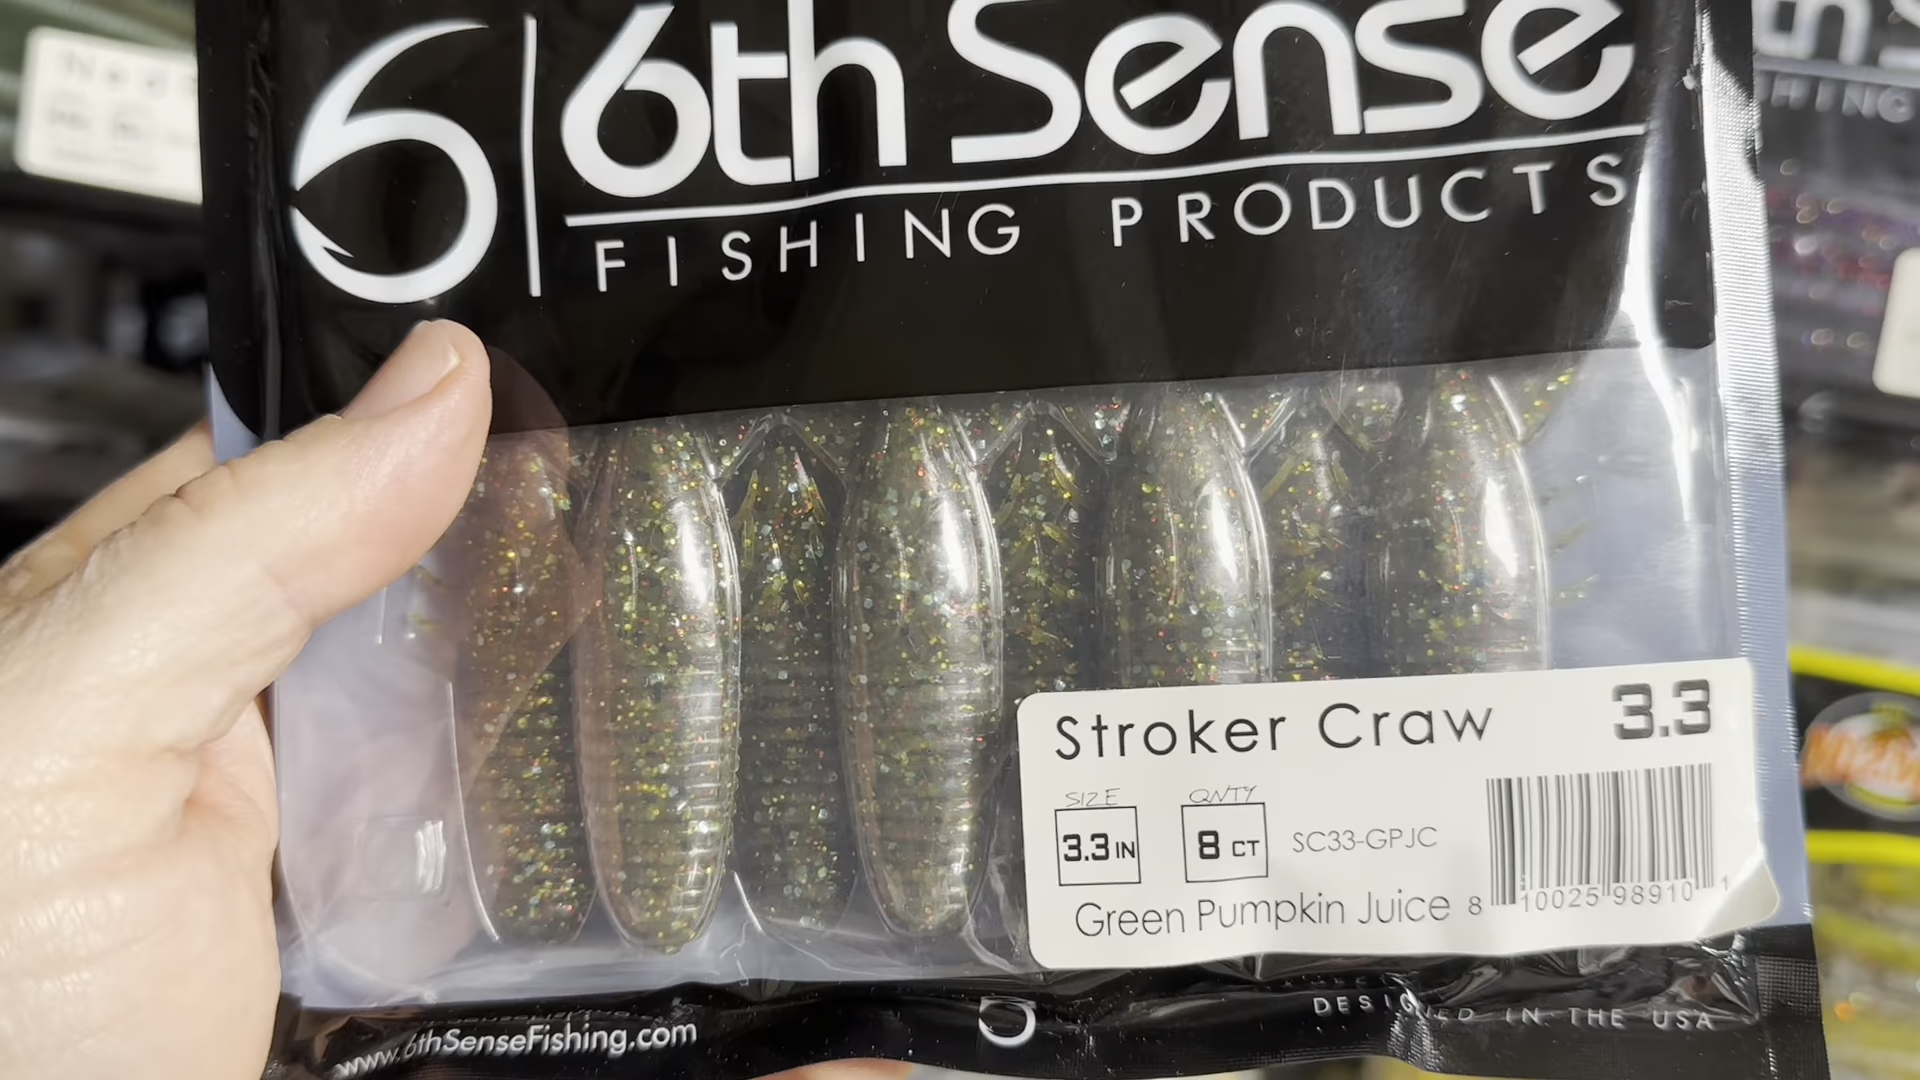 6th Sense
FISHING PRODUCTS
Stroker Craw 3.3
SIZE QNTY
3.3 IN 8 CT SC33-GPJC
Green Pumpkin Juice 8 10025 98910 1
www.6thSenseFishing.com DESIGNED IN THE USA